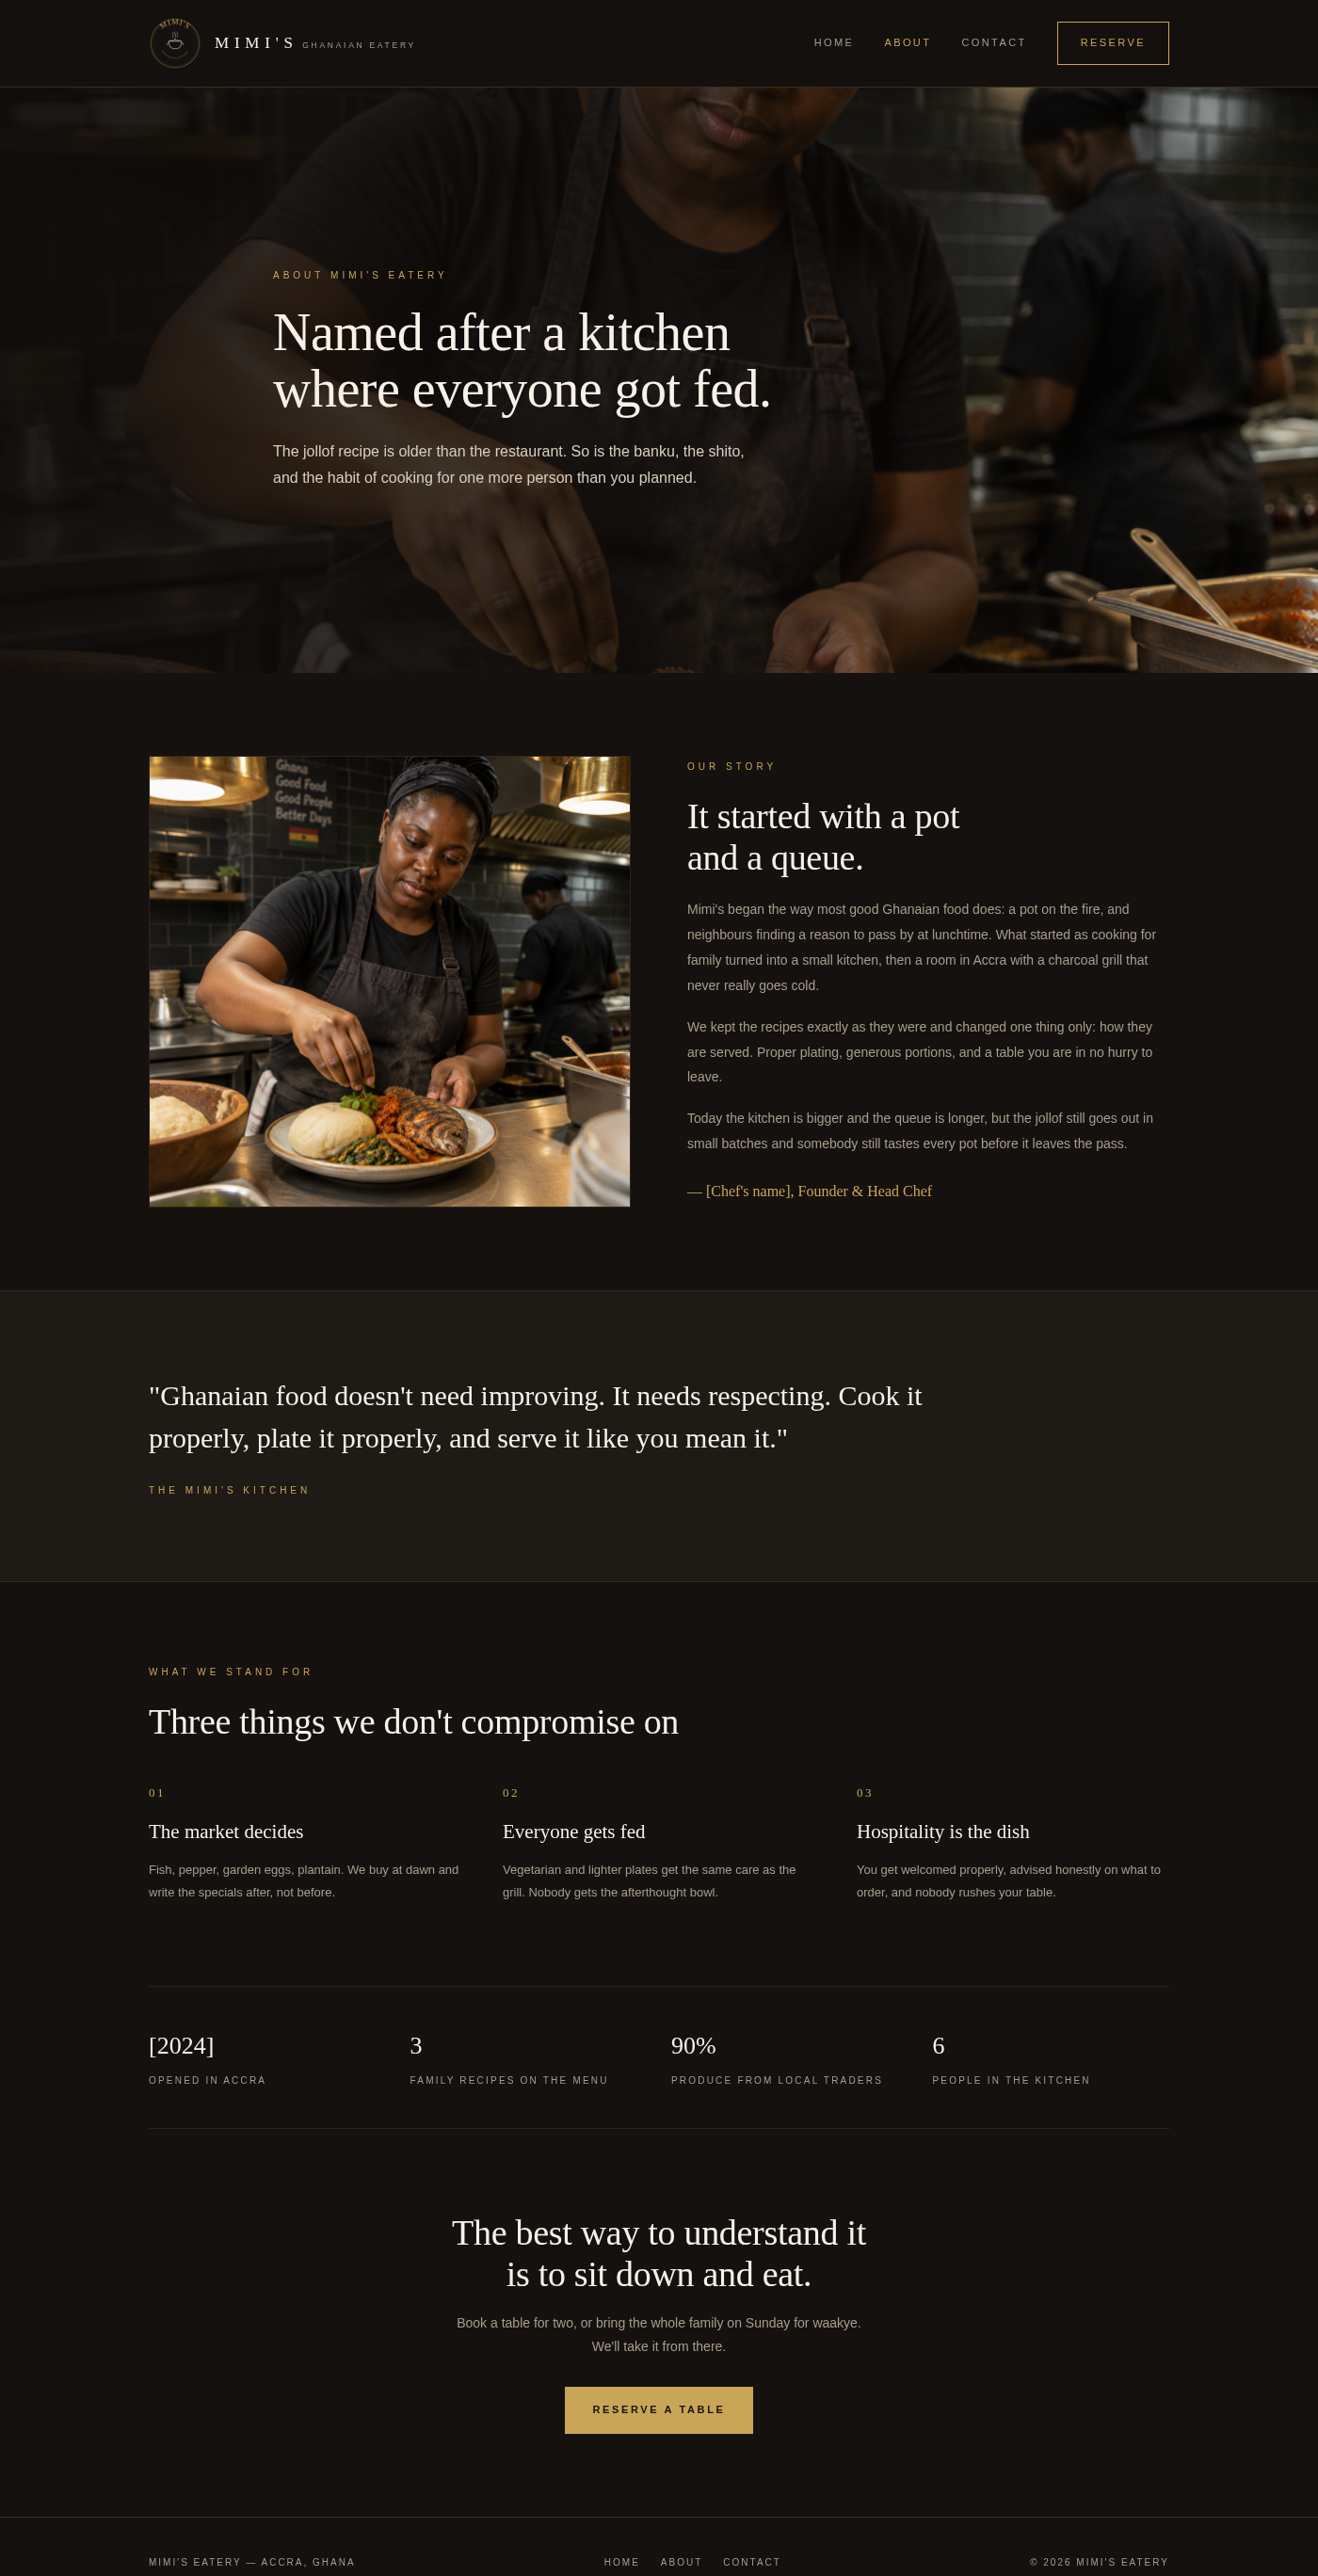 MIMI'S
MIMI'S GHANAIAN EATERY
HOME
ABOUT
CONTACT
RESERVE
ABOUT MIMI'S EATERY
Named after a kitchen
where everyone got fed.
The jollof recipe is older than the restaurant. So is the banku, the shito,
and the habit of cooking for one more person than you planned.
Ghana
Good Food
Good People
Better Days
OUR STORY
It started with a pot
and a queue.
Mimi's began the way most good Ghanaian food does: a pot on the fire, and
neighbours finding a reason to pass by at lunchtime. What started as cooking for
family turned into a small kitchen, then a room in Accra with a charcoal grill that
never really goes cold.
We kept the recipes exactly as they were and changed one thing only: how they
are served. Proper plating, generous portions, and a table you are in no hurry to
leave.
Today the kitchen is bigger and the queue is longer, but the jollof still goes out in
small batches and somebody still tastes every pot before it leaves the pass.
— [Chef's name], Founder & Head Chef
"Ghanaian food doesn't need improving. It needs respecting. Cook it
properly, plate it properly, and serve it like you mean it."
THE MIMI'S KITCHEN
WHAT WE STAND FOR
Three things we don't compromise on
01
The market decides
Fish, pepper, garden eggs, plantain. We buy at dawn and
write the specials after, not before.
02
Everyone gets fed
Vegetarian and lighter plates get the same care as the
grill. Nobody gets the afterthought bowl.
03
Hospitality is the dish
You get welcomed properly, advised honestly on what to
order, and nobody rushes your table.
[2024]
OPENED IN ACCRA
3
FAMILY RECIPES ON THE MENU
90%
PRODUCE FROM LOCAL TRADERS
6
PEOPLE IN THE KITCHEN
The best way to understand it
is to sit down and eat.
Book a table for two, or bring the whole family on Sunday for waakye.
We'll take it from there.
RESERVE A TABLE
MIMI'S EATERY — ACCRA, GHANA
HOME
ABOUT
CONTACT
© 2026 MIMI'S EATERY